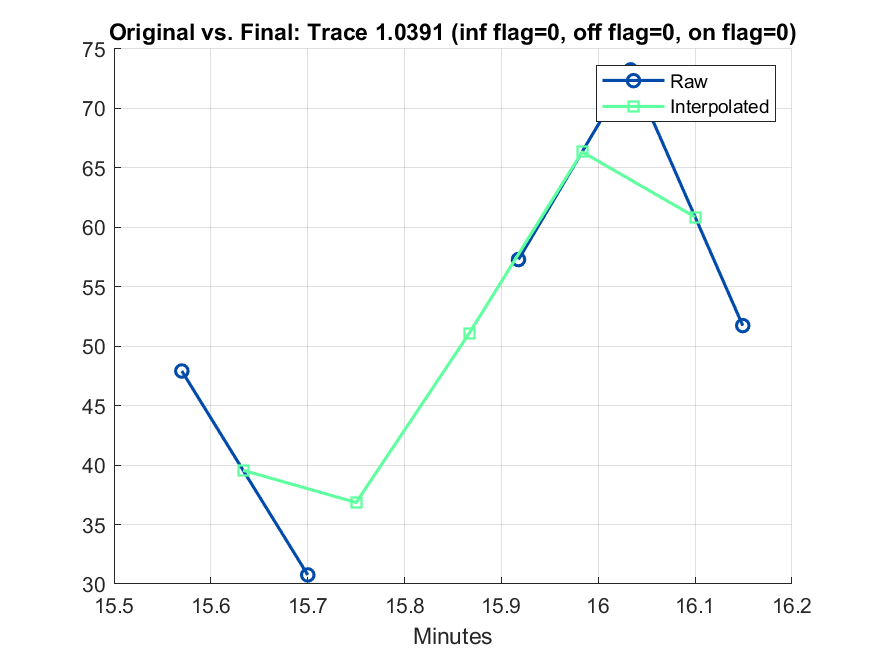 Original vs. Final: Trace 1.0391 (inf flag=0, off flag=0, on flag=0)
75
70
65
60
55
50
45
40
35
30
Raw
Interpolated
15.5 15.6 15.7 15.8 15.9 16 16.1 16.2
Minutes